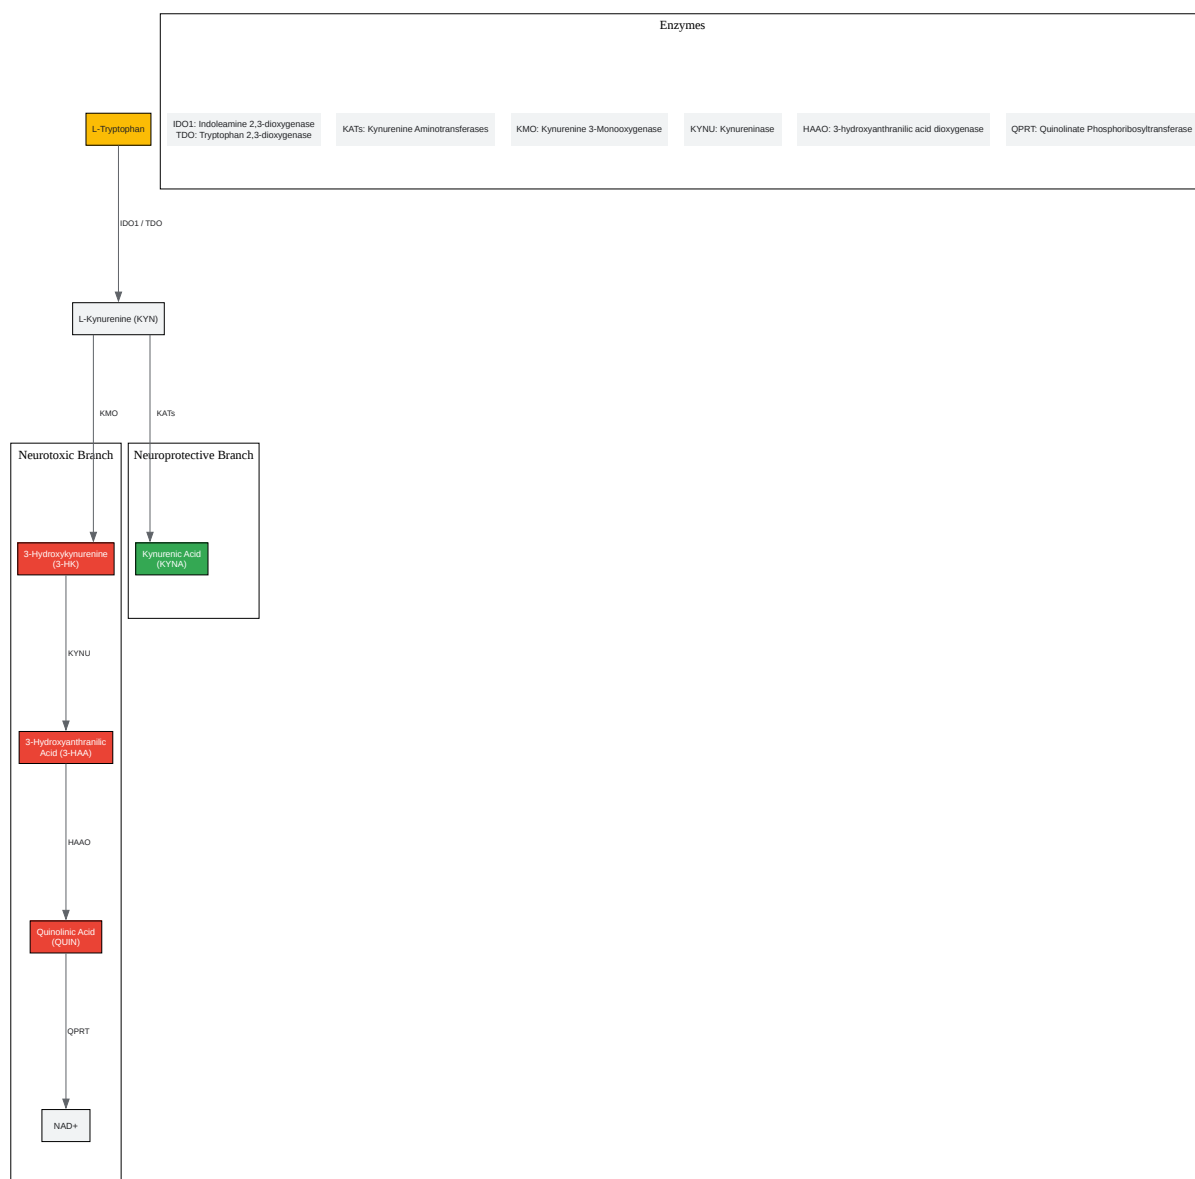 Enzymes
L-Tryptophan
IDO1: Indoleamine 2,3-dioxygenase
TDO: Tryptophan 2,3-dioxygenase
KATs: Kynurenine Aminotransferases
KMO: Kynurenine 3-Monooxygenase
KYNU: Kynureninase
HAAO: 3-hydroxyanthranilic acid dioxygenase
QPRT: Quinolinate Phosphoribosyltransferase
IDO1 / TDO
L-Kynurenine (KYN)
KMO
KATs
Neurotoxic Branch
Neuroprotective Branch
3-Hydroxykynurenine
(3-HK)
Kynurenic Acid
(KYNA)
KYNU
3-Hydroxyanthranilic
Acid (3-HAA)
HAAO
Quinolinic Acid
(QUIN)
QPRT
NAD+